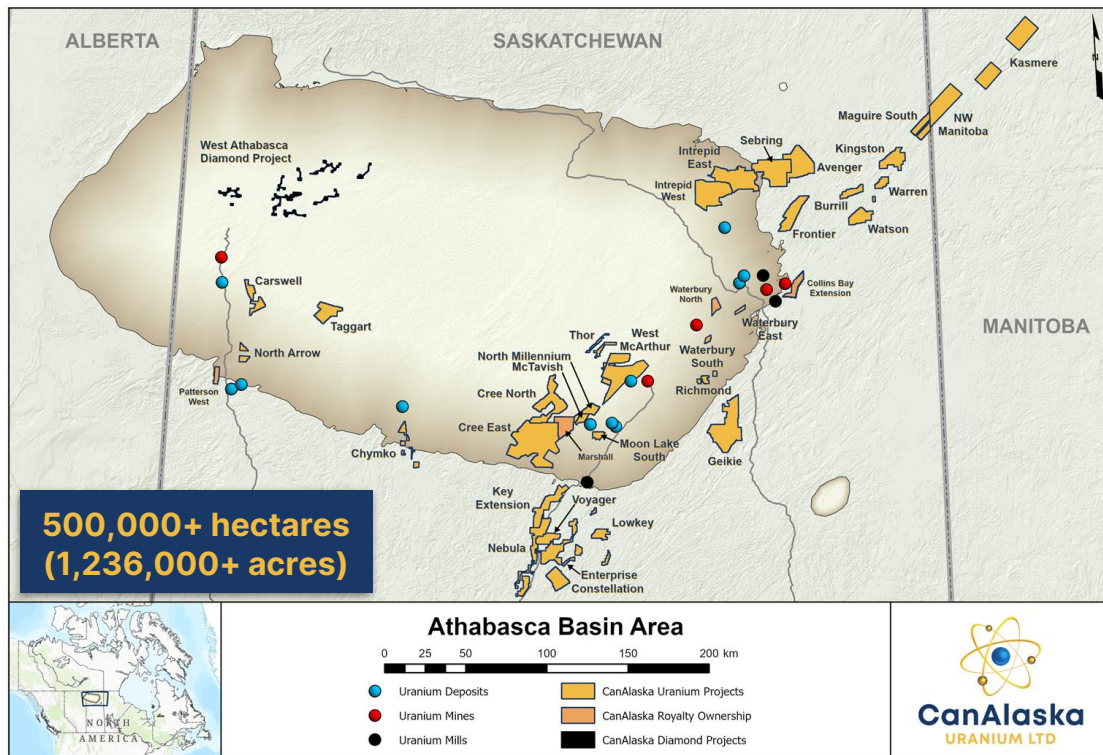 ALBERTA
SASKATCHEWAN
Kasmere
N
Maguire South
NW
Manitoba
West Athabasca
Diamond Project
Sebring
Kingston
Intrepid
East
Avenger
Intrepid
West
Warren
Burrill
Watson
Frontier
Carswell
Collins Bay
Extension
Waterbury
North
Taggart
Waterbury
East
MANITOBA
Thor
West
McArthur
North Arrow
North Millennium
McTavish
Waterbury
South
Richmond
Patterson
West
Cree North
Cree East
Moon Lake
South
Marshall
Chymko
Geikie
Key
Extension
Voyager
Lowkey
Nebula
Enterprise
Constellation
500,000+ hectares
(1,236,000+ acres)
Athabasca Basin Area
0 25 50 100 150 200 km
Uranium Deposits
CanAlaska Uranium Projects
Uranium Mines
CanAlaska Royalty Ownership
Uranium Mills
CanAlaska Diamond Projects
NORTH
AMERICA
CanAlaska
URANIUM LTD